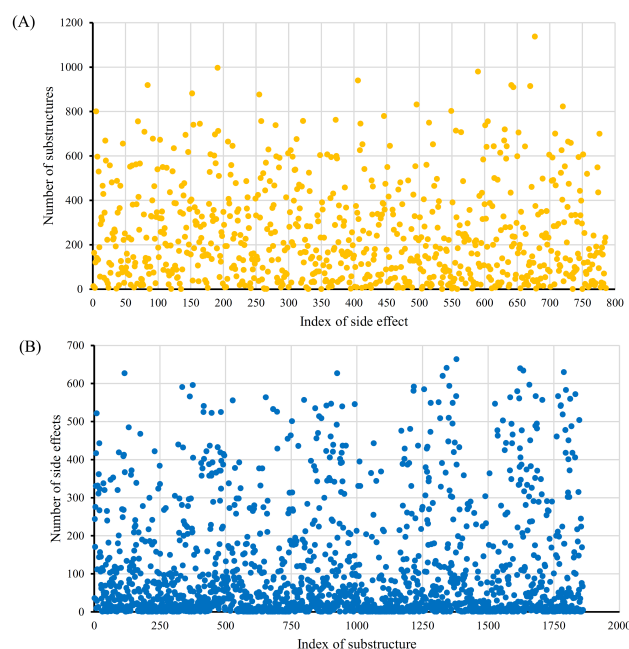 (A)
1200
1000
800
600
400
200
0
Number of substructures
0 50 100 150 200 250 300 350 400 450 500 550 600 650 700 750 800
Index of side effect
(B)
700
600
500
400
300
200
100
0
Number of side effects
0 250 500 750 1000 1250 1500 1750 2000
Index of substructure